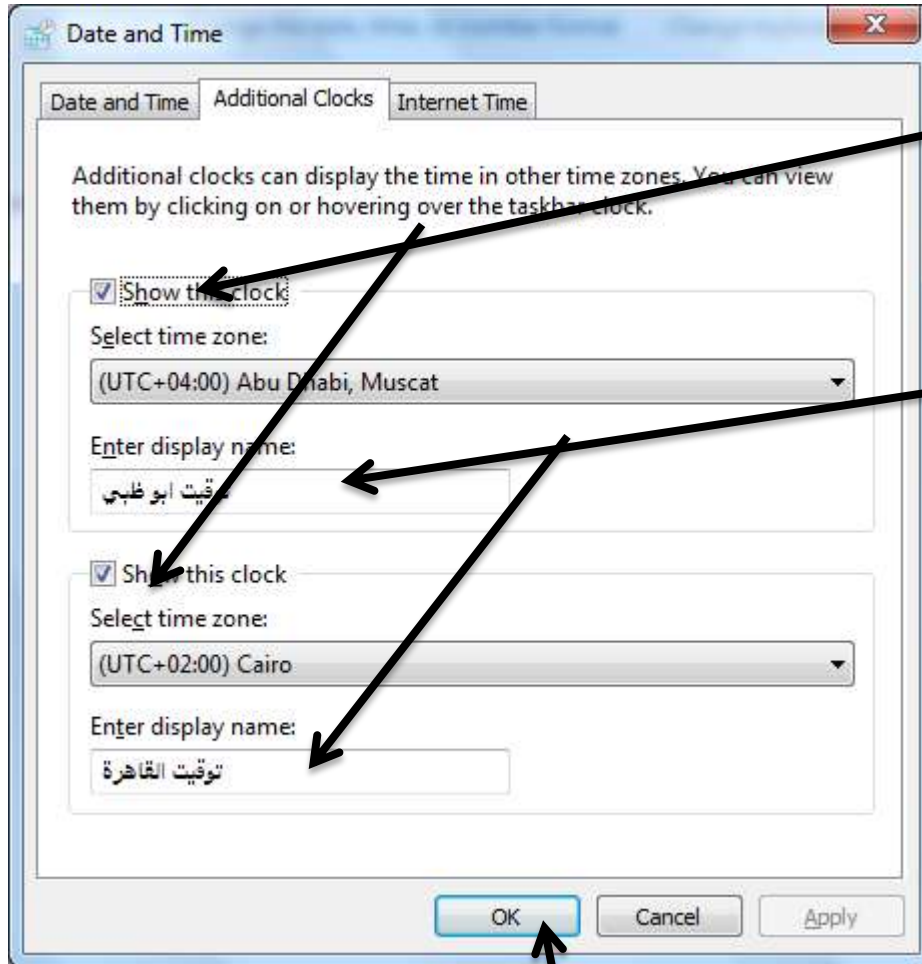 Date and Time
Date and Time Additional Clocks Internet Time
Additional clocks can display the time in other time zones. You can view
them by clicking on or hovering over the taskbar clock.
Show this clock
Select time zone:
(UTC+04:00) Abu Dhabi, Muscat
Enter display name:
توقيت ابو ظبي
Show this clock
Select time zone:
(UTC+02:00) Cairo
Enter display name:
توقيت القاهرة
OK Cancel Apply